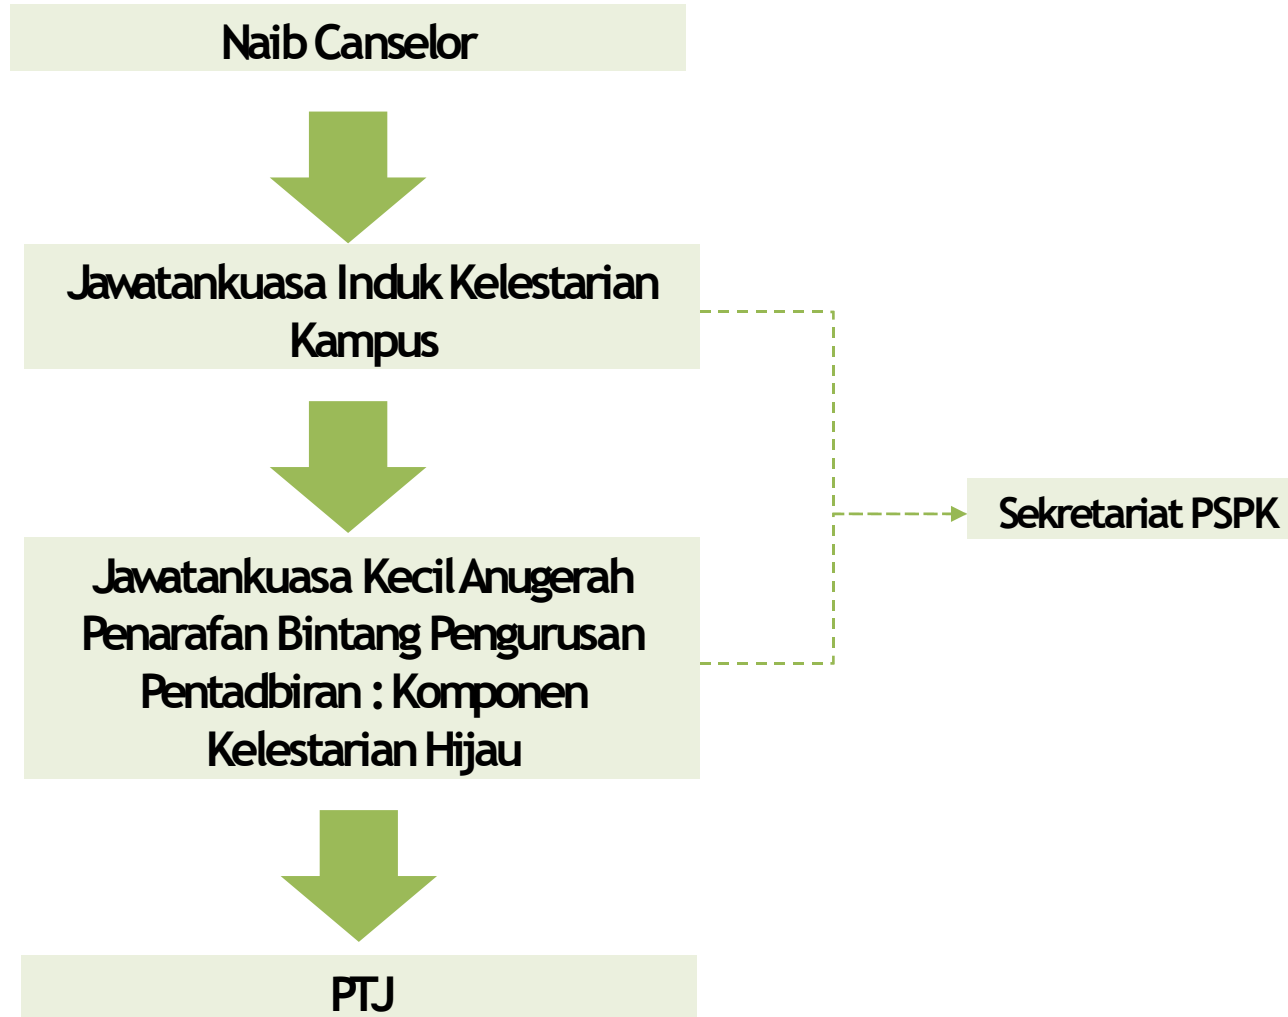 Naib Canselor
Jawatankuasa Induk Kelestarian
Kampus
Sekretariat PSPK
Jawatankuasa Kecil Anugerah
Penarafan Bintang Pengurusan
Pentadbiran : Komponen
Kelestarian Hijau
PTJ